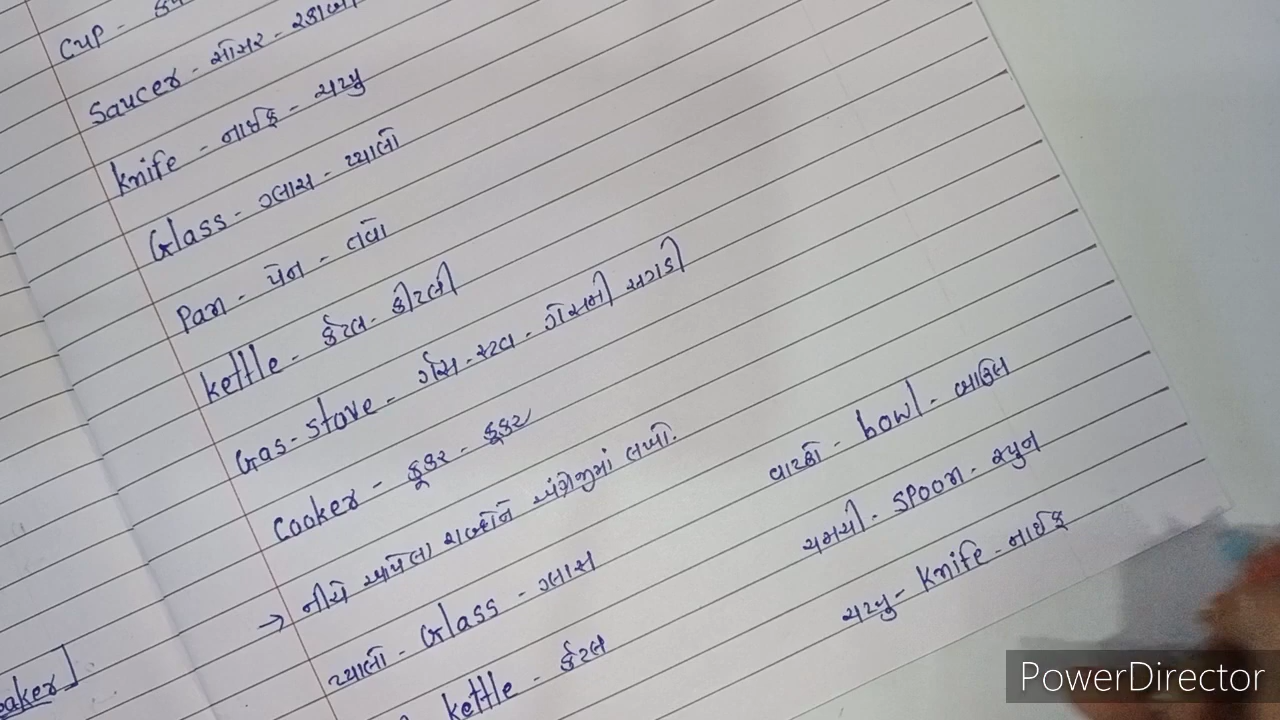 Cup -
Saucer - સોસર - રકાબી
Knife - નાઈફ - ચપ્પુ
Glass - ગ્લાસ - પ્યાલો
Pan - પેન - તવો
Kettle - કેટલ - કીટલી
Gas-stove - ગેસ-સ્ટવ - ગેસની સગડી
Cooker - કૂકર - કૂકર
→ નીચે આપેલા શબ્દોને અંગ્રેજીમાં લખો.
પ્યાલો - Glass - ગ્લાસ
Kettle - કેટલ
વાટકો - bowl - બાઉલ
ચમચી - Spoon - સ્પુન
ચપ્પુ - Knife - નાઈફ
PowerDirector